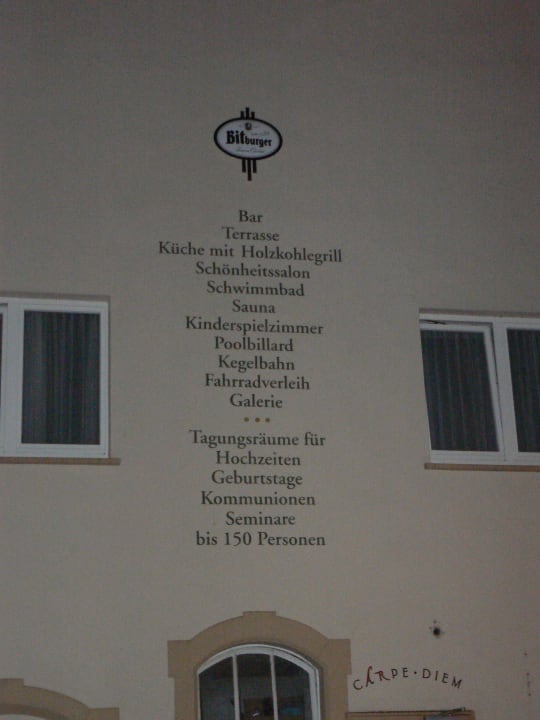 Bitburger
Bar
Terrasse
Küche mit Holzkohlegrill
Schönheitssalon
Schwimmbad
Sauna
Kinderspielzimmer
Poolbillard
Kegelbahn
Fahrradverleih
Galerie
•••
Tagungsräume für
Hochzeiten
Geburtstage
Kommunionen
Seminare
bis 150 Personen
CARPE·DIEM